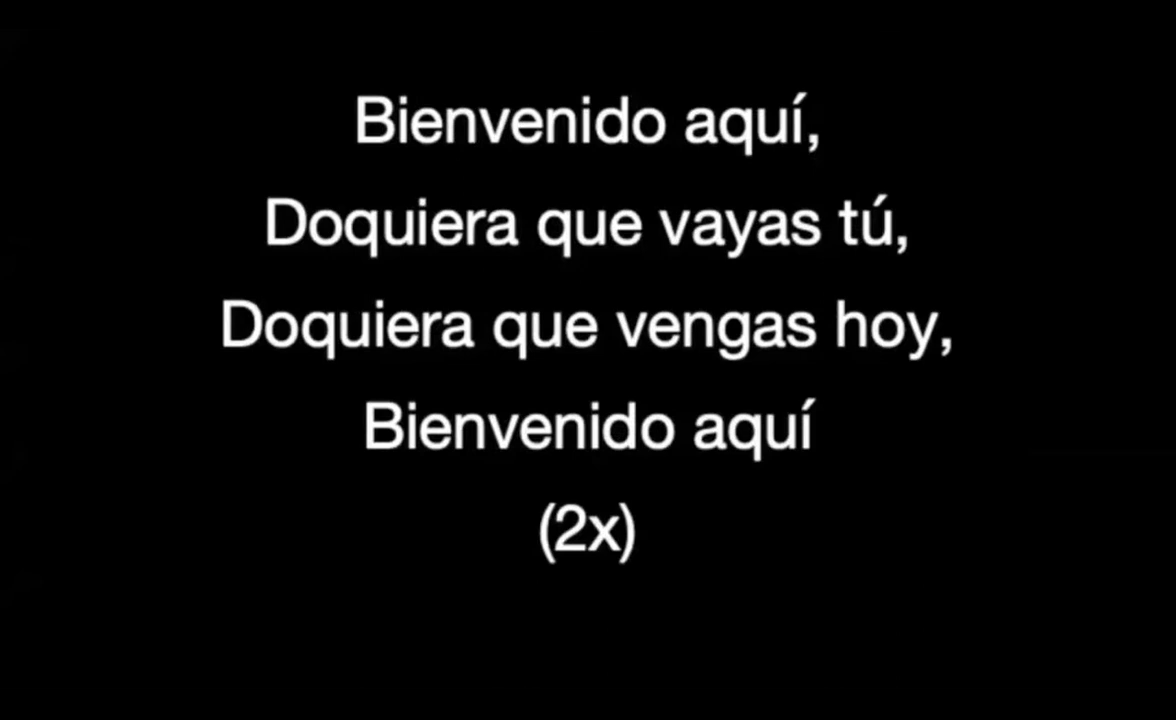 Bienvenido aquí,
Doquiera que vayas tú,
Doquiera que vengas hoy,
Bienvenido aquí
(2x)